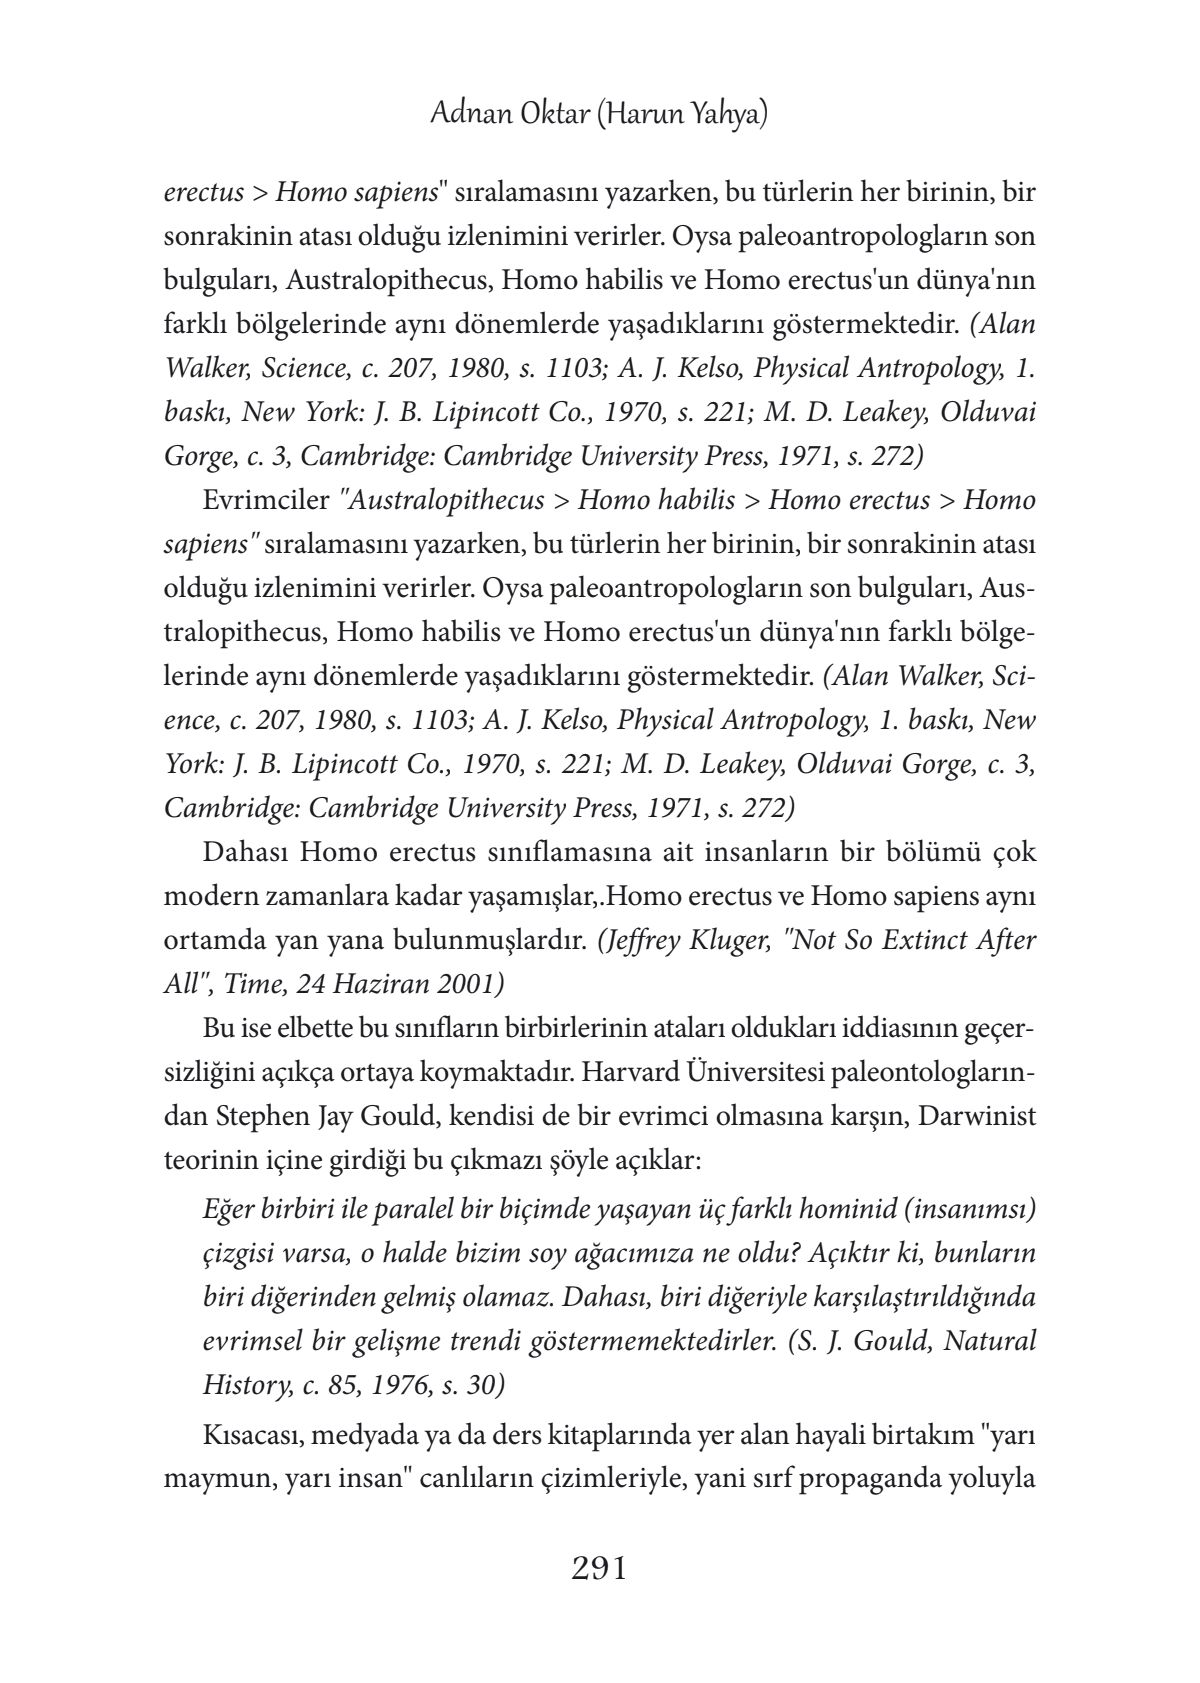 Adnan Oktar (Harun Yahya)
erectus > Homo sapiens" sıralamasını yazarken, bu türlerin her birinin, bir
sonrakinin atası olduğu izlenimini verirler. Oysa paleoantropologların son
bulguları, Australopithecus, Homo habilis ve Homo erectus'un dünya'nın
farklı bölgelerinde aynı dönemlerde yaşadıklarını göstermektedir. (Alan
Walker, Science, c. 207, 1980, s. 1103; A. J. Kelso, Physical Antropology, 1.
baskı, New York: J. B. Lipincott Co., 1970, s. 221; M. D. Leakey, Olduvai
Gorge, c. 3, Cambridge: Cambridge University Press, 1971, s. 272)
Evrimciler "Australopithecus > Homo habilis > Homo erectus > Homo
sapiens" sıralamasını yazarken, bu türlerin her birinin, bir sonrakinin atası
olduğu izlenimini verirler. Oysa paleoantropologların son bulguları, Aus-
tralopithecus, Homo habilis ve Homo erectus'un dünya'nın farklı bölge-
lerinde aynı dönemlerde yaşadıklarını göstermektedir. (Alan Walker, Sci-
ence, c. 207, 1980, s. 1103; A. J. Kelso, Physical Antropology, 1. baskı, New
York: J. B. Lipincott Co., 1970, s. 221; M. D. Leakey, Olduvai Gorge, c. 3,
Cambridge: Cambridge University Press, 1971, s. 272)
Dahası Homo erectus sınıflamasına ait insanların bir bölümü çok
modern zamanlara kadar yaşamışlar,.Homo erectus ve Homo sapiens aynı
ortamda yan yana bulunmuşlardır. (Jeffrey Kluger, "Not So Extinct After
All", Time, 24 Haziran 2001)
Bu ise elbette bu sınıfların birbirlerinin ataları oldukları iddiasının geçer-
sizliğini açıkça ortaya koymaktadır. Harvard Üniversitesi paleontologların-
dan Stephen Jay Gould, kendisi de bir evrimci olmasına karşın, Darwinist
teorinin içine girdiği bu çıkmazı şöyle açıklar:
Eğer birbiri ile paralel bir biçimde yaşayan üç farklı hominid (insanımsı)
çizgisi varsa, o halde bizim soy ağacımıza ne oldu? Açıktır ki, bunların
biri diğerinden gelmiş olamaz. Dahası, biri diğeriyle karşılaştırıldığında
evrimsel bir gelişme trendi göstermemektedirler. (S. J. Gould, Natural
History, c. 85, 1976, s. 30)
Kısacası, medyada ya da ders kitaplarında yer alan hayali birtakım "yarı
maymun, yarı insan" canlıların çizimleriyle, yani sırf propaganda yoluyla
291